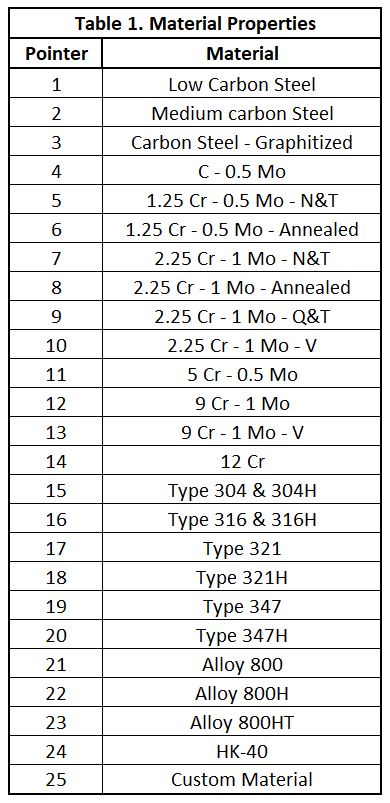 Table 1. Material Properties
Pointer Material
1 Low Carbon Steel
2 Medium carbon Steel
3 Carbon Steel - Graphitized
4 C - 0.5 Mo
5 1.25 Cr - 0.5 Mo - N&T
6 1.25 Cr - 0.5 Mo - Annealed
7 2.25 Cr - 1 Mo - N&T
8 2.25 Cr - 1 Mo - Annealed
9 2.25 Cr - 1 Mo - Q&T
10 2.25 Cr - 1 Mo - V
11 5 Cr - 0.5 Mo
12 9 Cr - 1 Mo
13 9 Cr - 1 Mo - V
14 12 Cr
15 Type 304 & 304H
16 Type 316 & 316H
17 Type 321
18 Type 321H
19 Type 347
20 Type 347H
21 Alloy 800
22 Alloy 800H
23 Alloy 800HT
24 HK-40
25 Custom Material